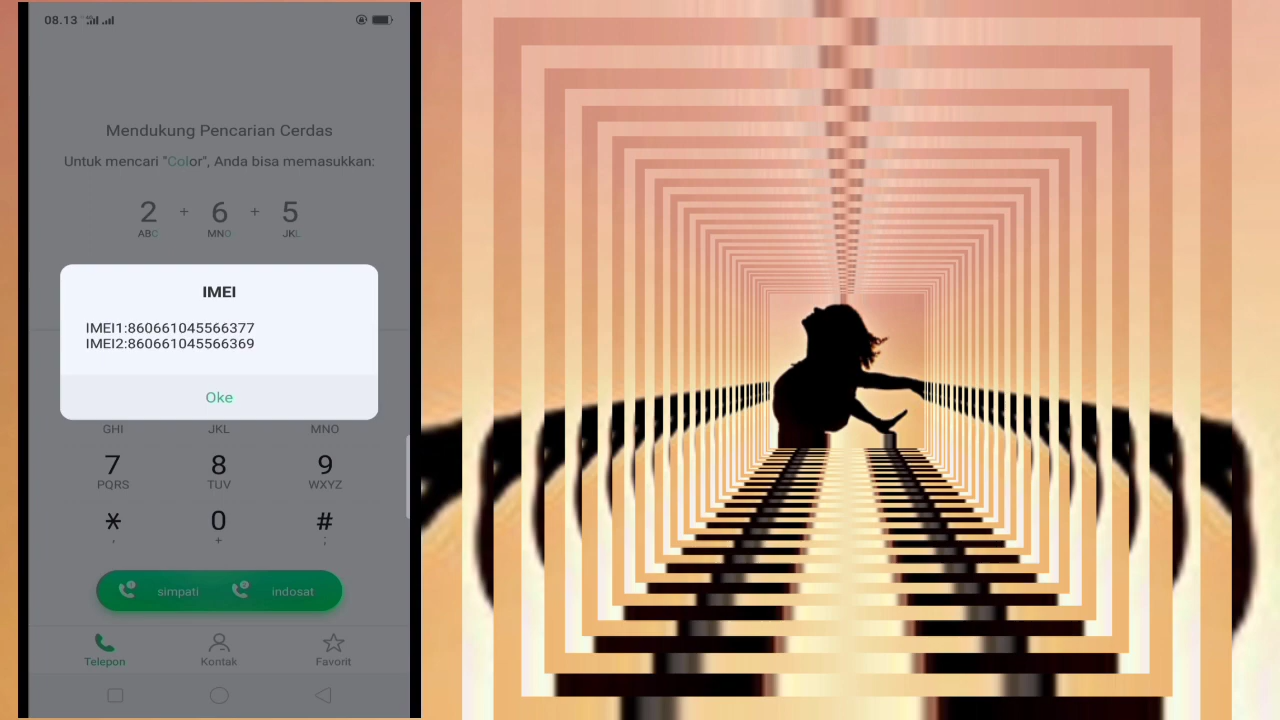 08.13
Mendukung Pencarian Cerdas
Untuk mencari "Color", Anda bisa memasukkan:
2 + 6 + 5
ABC MNO JKL
IMEI
IMEI1:860661045566377
IMEI2:860661045566369
Oke
GHI JKL MNO
7 8 9
PQRS TUV WXYZ
* 0 #
, + ;
simpati indosat
Telepon Kontak Favorit